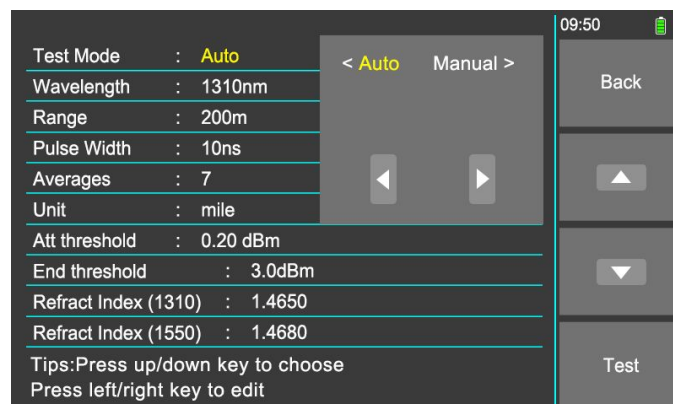 09:50
Test Mode : Auto
< Auto Manual >
Back
Wavelength : 1310nm
Range : 200m
Pulse Width : 10ns
Averages : 7
Unit : mile
Att threshold : 0.20 dBm
End threshold : 3.0dBm
Refract Index (1310) : 1.4650
Refract Index (1550) : 1.4680
Tips:Press up/down key to choose
Press left/right key to edit
Test